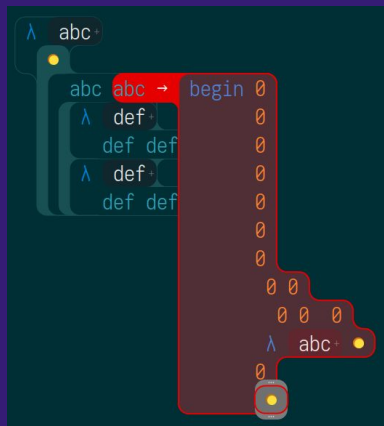 λ abc+
abc abc → begin 0
λ def+ 0
def def 0
λ def+ 0
def def 0
0
0
0 0
0 0 0
λ abc+
0